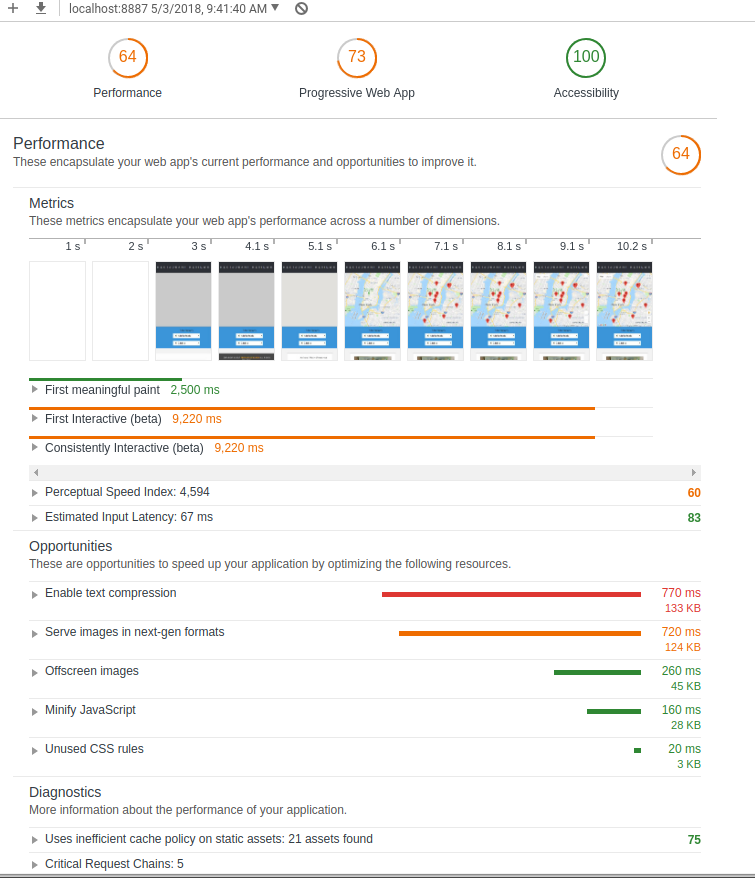 localhost:8887 5/3/2018, 9:41:40 AM
64 73 100
Performance Progressive Web App Accessibility
Performance 64
These encapsulate your web app's current performance and opportunities to improve it.
Metrics
These metrics encapsulate your web app's performance across a number of dimensions.
1 s 2 s 3 s 4.1 s 5.1 s 6.1 s 7.1 s 8.1 s 9.1 s 10.2 s
First meaningful paint 2,500 ms
First Interactive (beta) 9,220 ms
Consistently Interactive (beta) 9,220 ms
Perceptual Speed Index: 4,594 60
Estimated Input Latency: 67 ms 83
Opportunities
These are opportunities to speed up your application by optimizing the following resources.
Enable text compression 770 ms
133 KB
Serve images in next-gen formats 720 ms
124 KB
Offscreen images 260 ms
45 KB
Minify JavaScript 160 ms
28 KB
Unused CSS rules 20 ms
3 KB
Diagnostics
More information about the performance of your application.
Uses inefficient cache policy on static assets: 21 assets found 75
Critical Request Chains: 5